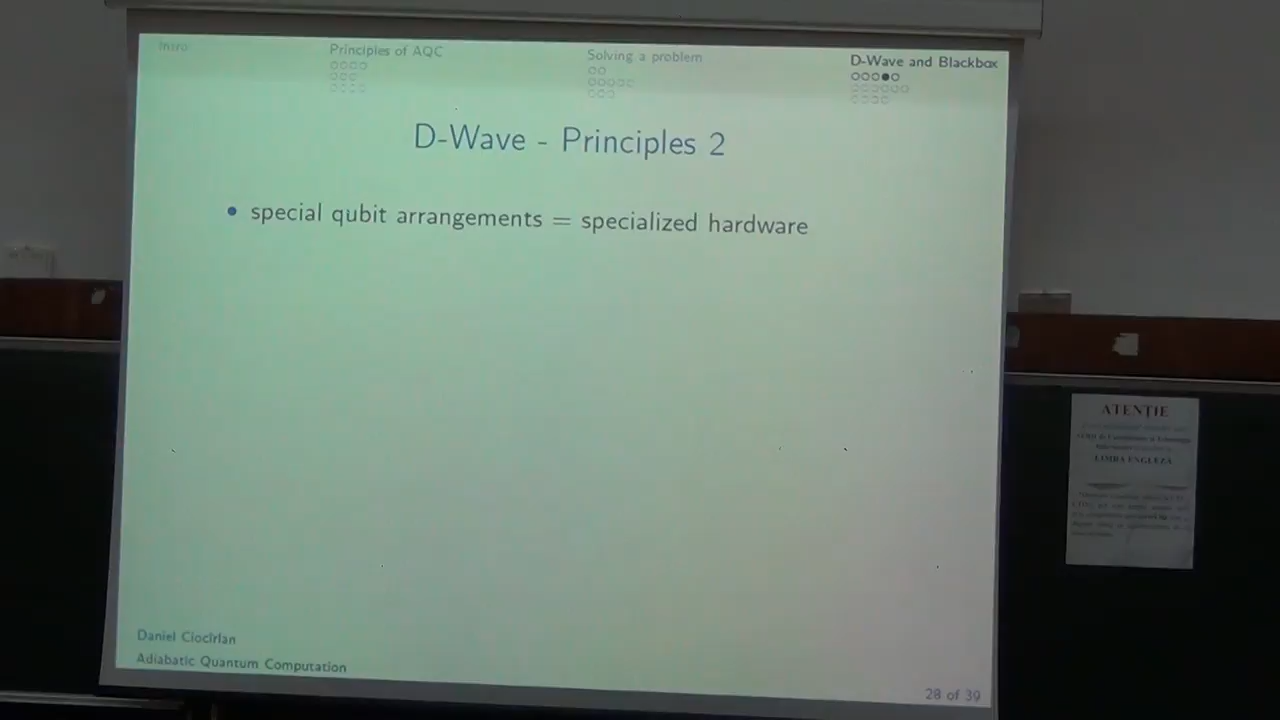 Intro
Principles of AQC
Solving a problem
D-Wave and Blackbox
D-Wave - Principles 2
• special qubit arrangements = specialized hardware
Daniel Ciocîrlan
Adiabatic Quantum Computation
28 of 39
ATENȚIE
LIMBA ENGLEZĂ